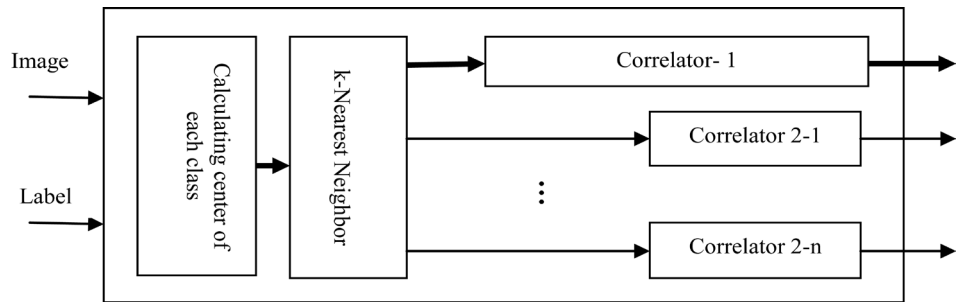 Image
Label
Calculating center of
each class
k-Nearest Neighbor
Correlator- 1
Correlator 2-1
...
Correlator 2-n